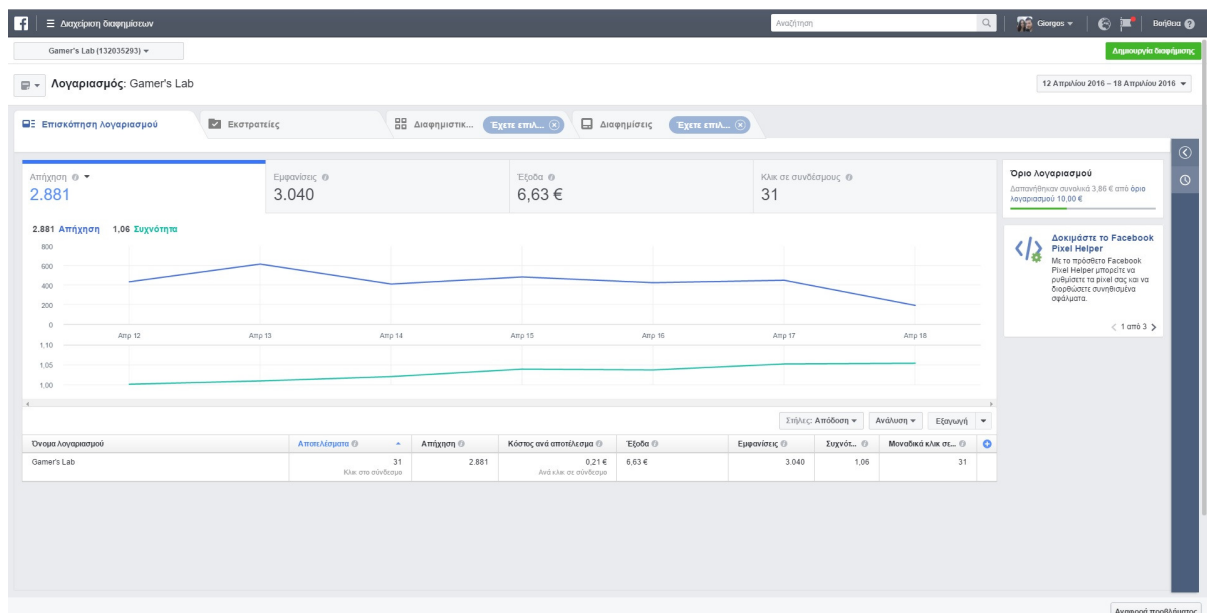 Διαχείριση διαφημίσεων
Αναζήτηση
Giorgos
Βοήθεια
Gamer's Lab (132035293)
Δημιουργία διαφήμισης
Λογαριασμός: Gamer's Lab
12 Απριλίου 2016 – 18 Απριλίου 2016
Επισκόπηση λογαριασμού
Εκστρατείες
Διαφημιστικ...
Έχετε επιλ...
Διαφημίσεις
Έχετε επιλ...
Απήχηση
2.881
Εμφανίσεις
3.040
Έξοδα
6,63 €
Κλικ σε συνδέσμους
31
Όριο λογαριασμού
Δαπανήθηκαν συνολικά 3,86 € από όριο
λογαριασμού 10,00 €
2.881 Απήχηση 1,06 Συχνότητα
800
600
400
200
0
Απρ 12 Απρ 13 Απρ 14 Απρ 15 Απρ 16 Απρ 17 Απρ 18
1,10
1,05
1,00
Δοκιμάστε το Facebook
Pixel Helper
Με το πρόσθετο Facebook
Pixel Helper μπορείτε να
ρυθμίσετε τα pixel σας και να
διορθώσετε συνηθισμένα
σφάλματα.
1 από 3
Στήλες: Απόδοση
Ανάλυση
Εξαγωγή
Όνομα λογαριασμού Αποτελέσματα Απήχηση Κόστος ανά αποτέλεσμα Έξοδα Εμφανίσεις Συχνότ... Μοναδικά κλικ σε...
Gamer's Lab 31 2.881 0,21 € 6,63 € 3.040 1,06 31
Κλικ στο σύνδεσμο Ανά κλικ σε σύνδεσμο
Αναφορά προβλήματος